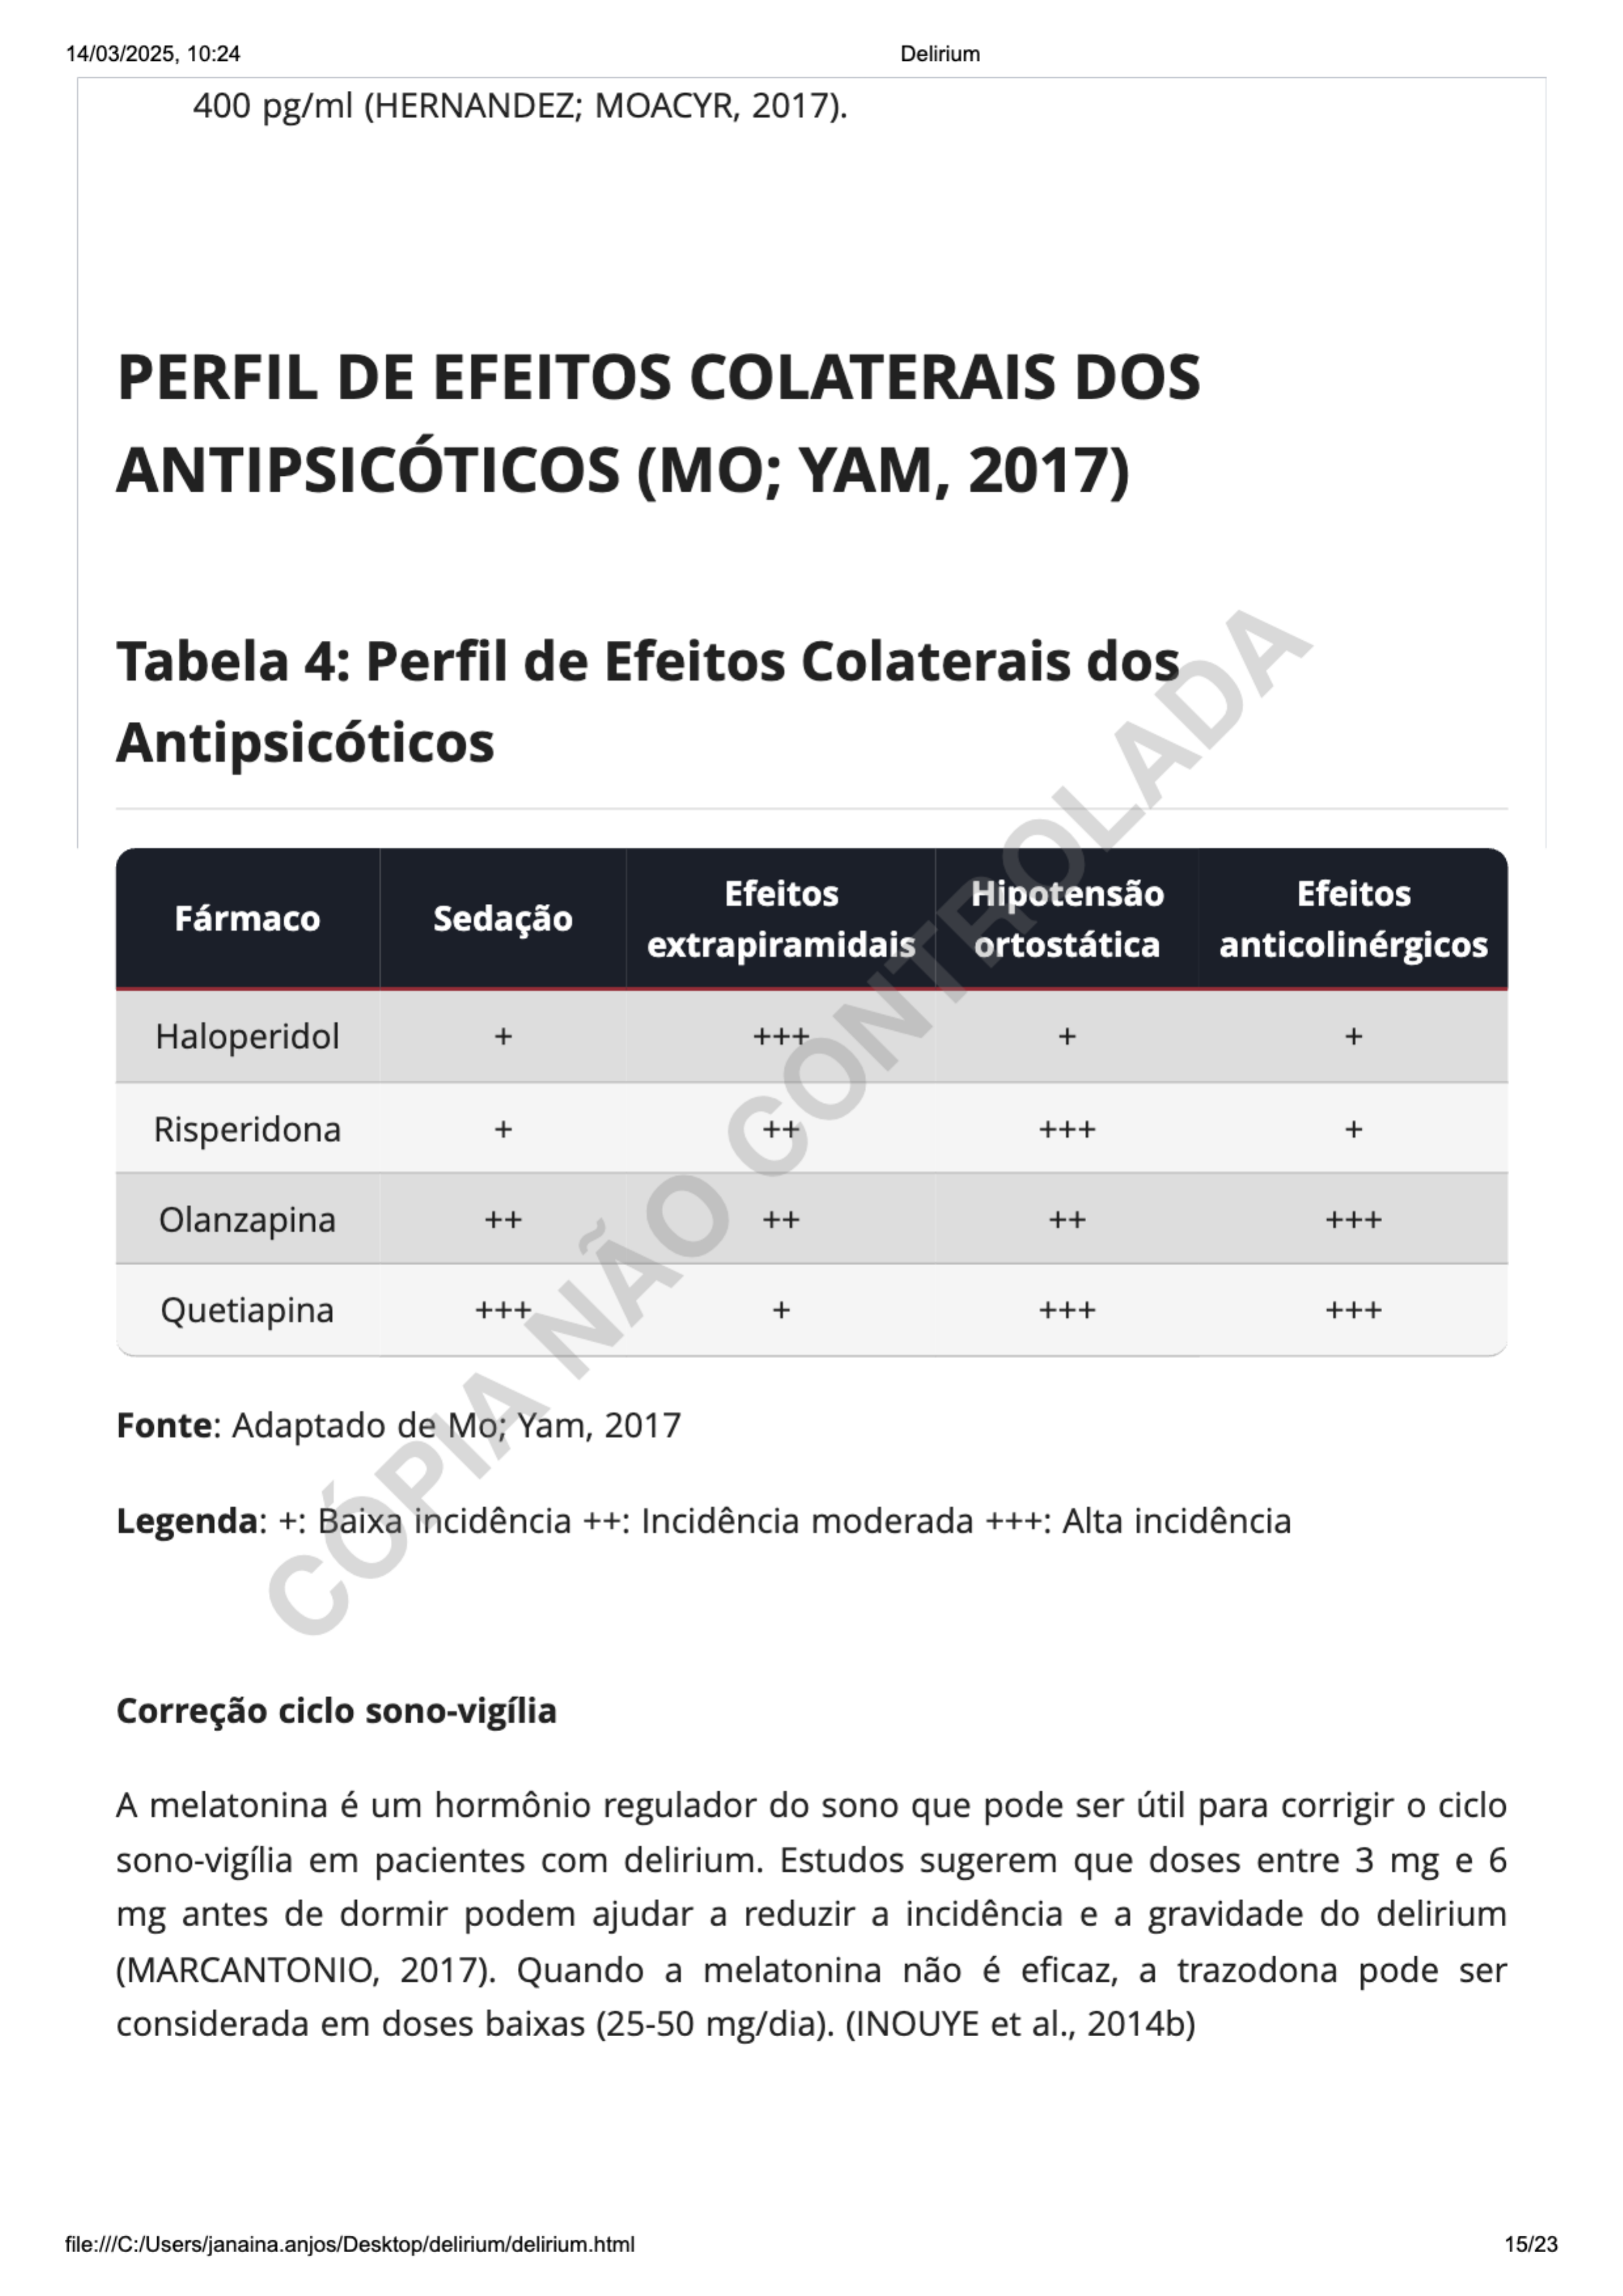 14/03/2025, 10:24 Delirium
400 pg/ml (HERNANDEZ; MOACYR, 2017).
PERFIL DE EFEITOS COLATERAIS DOS
ANTIPSICÓTICOS (MO; YAM, 2017)
Tabela 4: Perfil de Efeitos Colaterais dos
Antipsicóticos
Fármaco Sedação Efeitos extrapiramidais Hipotensão ortostática Efeitos anticolinérgicos
Haloperidol + +++ + +
Risperidona + ++ +++ +
Olanzapina ++ ++ ++ +++
Quetiapina +++ + +++ +++
Fonte: Adaptado de Mo; Yam, 2017
Legenda: +: Baixa incidência ++: Incidência moderada +++: Alta incidência
CÓPIA NÃO CONTROLADA
Correção ciclo sono-vigília
A melatonina é um hormônio regulador do sono que pode ser útil para corrigir o ciclo
sono-vigília em pacientes com delirium. Estudos sugerem que doses entre 3 mg e 6
mg antes de dormir podem ajudar a reduzir a incidência e a gravidade do delirium
(MARCANTONIO, 2017). Quando a melatonina não é eficaz, a trazodona pode ser
considerada em doses baixas (25-50 mg/dia). (INOUYE et al., 2014b)
file:///C:/Users/janaina.anjos/Desktop/delirium/delirium.html 15/23